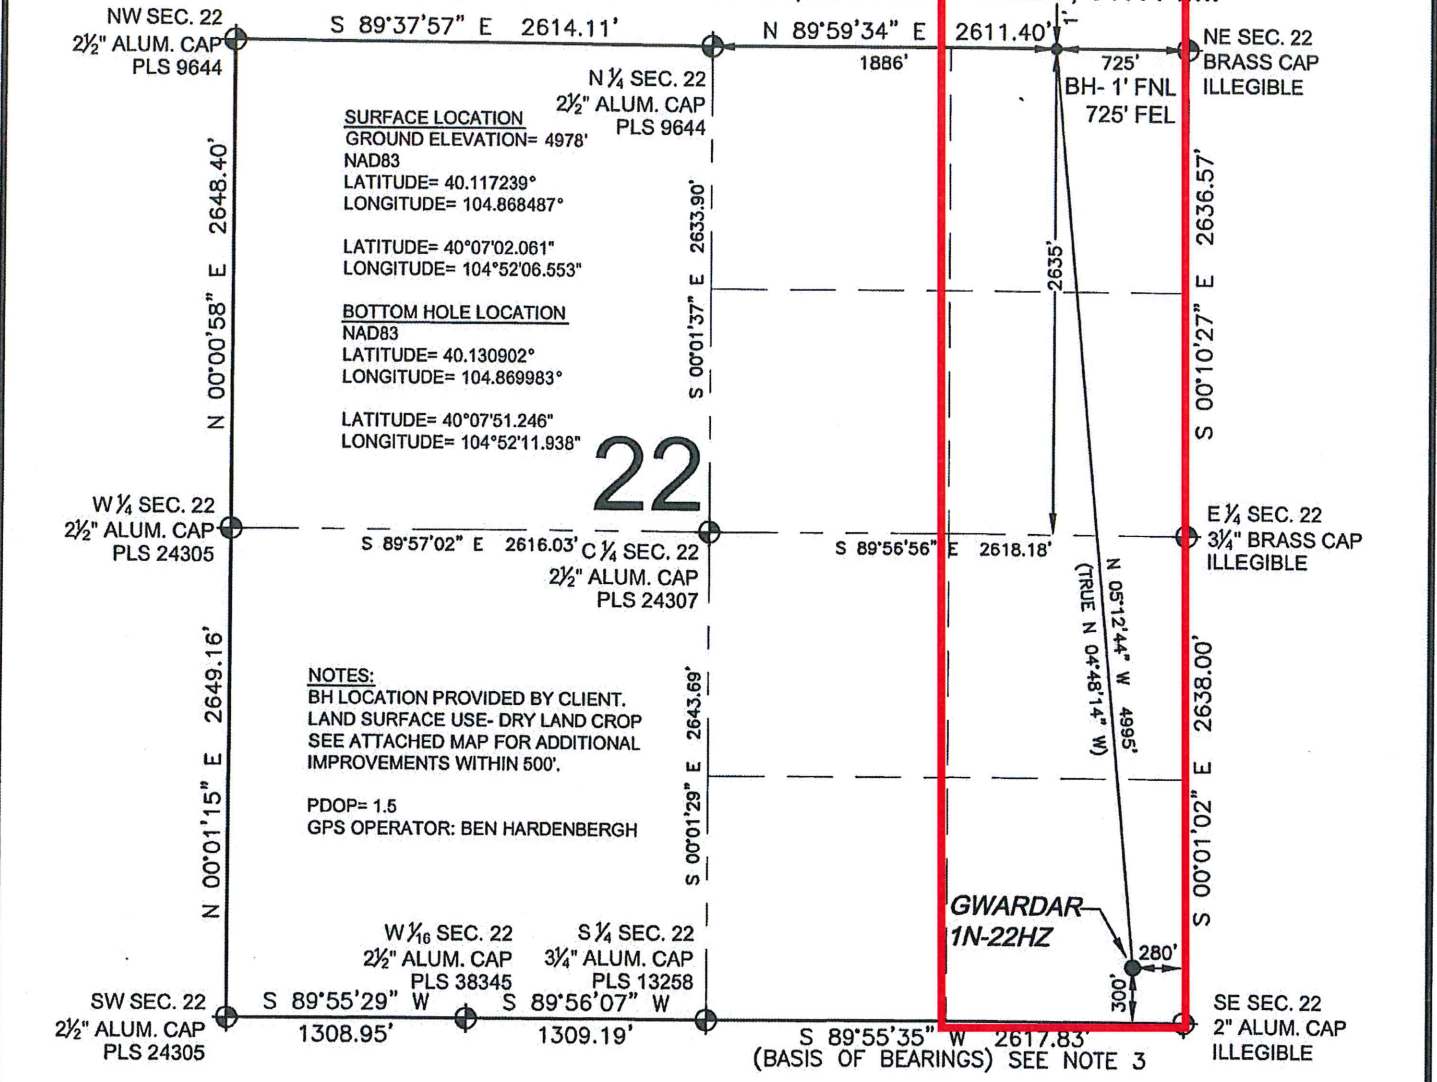 NW SEC. 22
2½" ALUM. CAP
PLS 9644
S 89°37'57" E 2614.11'
N 89°59'34" E 2611.40'
1'
1886'
725'
NE SEC. 22
BRASS CAP
ILLEGIBLE
N ¼ SEC. 22
2½" ALUM. CAP
PLS 9644
BH- 1' FNL
725' FEL
SURFACE LOCATION
GROUND ELEVATION= 4978'
NAD83
LATITUDE= 40.117239°
LONGITUDE= 104.868487°
LATITUDE= 40°07'02.061"
LONGITUDE= 104°52'06.553"
BOTTOM HOLE LOCATION
NAD83
LATITUDE= 40.130902°
LONGITUDE= 104.869983°
LATITUDE= 40°07'51.246"
LONGITUDE= 104°52'11.938"
N 00°00'58" E 2648.40'
S 00°01'37" E 2633.90'
2635'
S 00°10'27" E 2636.57'
22
W ¼ SEC. 22
2½" ALUM. CAP
PLS 24305
S 89°57'02" E 2616.03'
C ¼ SEC. 22
2½" ALUM. CAP
PLS 24307
S 89°56'56" E 2618.18'
E ¼ SEC. 22
3¼" BRASS CAP
ILLEGIBLE
N 05°12'44" W 4995'
(TRUE N 04°48'14" W)
NOTES:
BH LOCATION PROVIDED BY CLIENT.
LAND SURFACE USE- DRY LAND CROP
SEE ATTACHED MAP FOR ADDITIONAL
IMPROVEMENTS WITHIN 500'.
PDOP= 1.5
GPS OPERATOR: BEN HARDENBERGH
N 00°01'15" E 2649.16'
S 00°01'29" E 2643.69'
S 00°01'02" E 2638.00'
GWARDAR
1N-22HZ
280'
300'
W 1/16 SEC. 22
2½" ALUM. CAP
PLS 38345
S ¼ SEC. 22
3¼" ALUM. CAP
PLS 13258
SW SEC. 22
2½" ALUM. CAP
PLS 24305
S 89°55'29" W
1308.95'
S 89°56'07" W
1309.19'
S 89°55'35" W 2617.83'
(BASIS OF BEARINGS) SEE NOTE 3
SE SEC. 22
2" ALUM. CAP
ILLEGIBLE